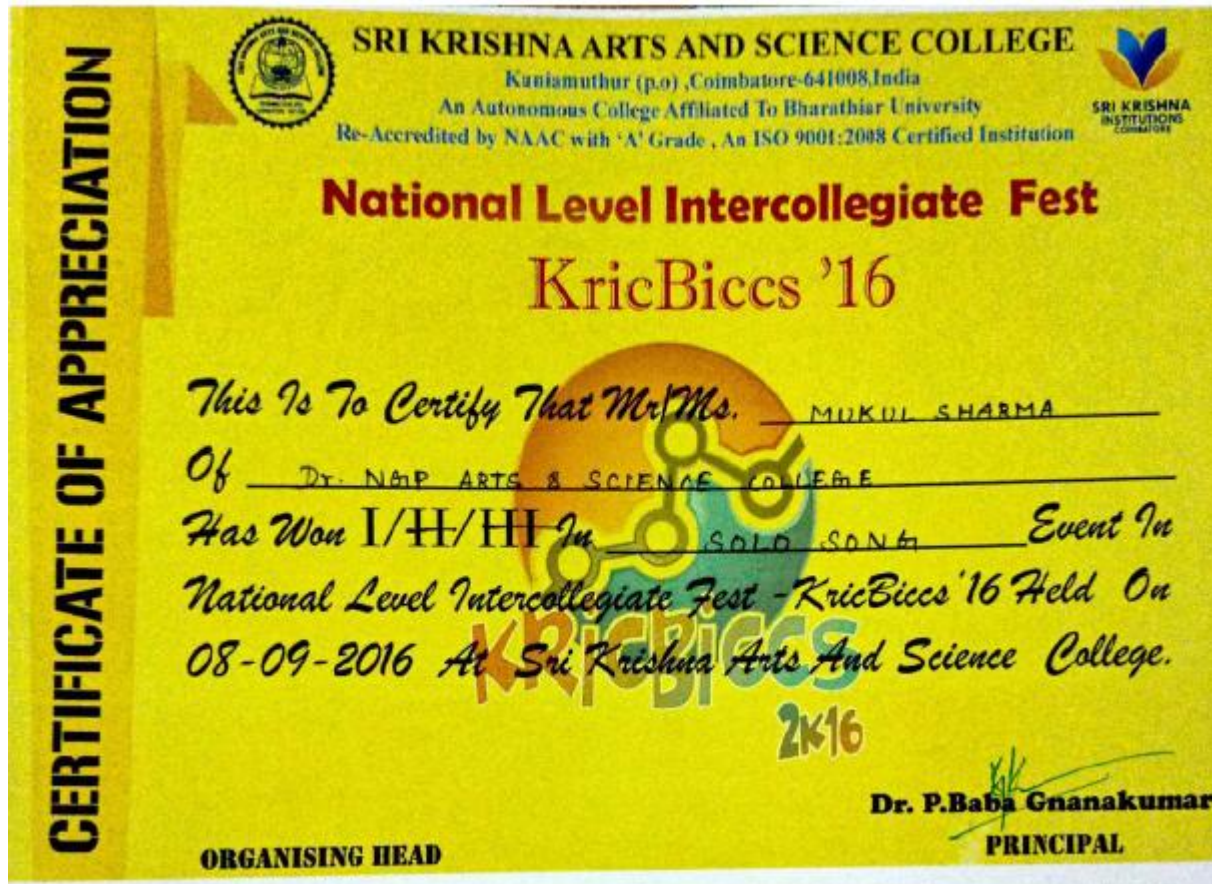 CERTIFICATE OF APPRECIATION
SRI KRISHNA ARTS AND SCIENCE COLLEGE
Kuniamuthur (p.o) ,Coimbatore-641008,India
An Autonomous College Affiliated To Bharathiar University
Re-Accredited by NAAC with 'A' Grade , An ISO 9001:2008 Certified Institution
SRI KRISHNA
INSTITUTIONS
COIMBATORE
National Level Intercollegiate Fest
KricBiccs '16
This Is To Certify That Mr/Ms. MUKUL SHARMA
Of Dr. NGP ARTS & SCIENCE COLLEGE
Has Won I/II/III In SOLO SONG Event In
National Level Intercollegiate Fest -KricBiccs'16 Held On
08-09-2016 At Sri Krishna Arts And Science College.
KRicBiCCS
2K16
Dr. P.Baba Gnanakumar
ORGANISING HEAD PRINCIPAL